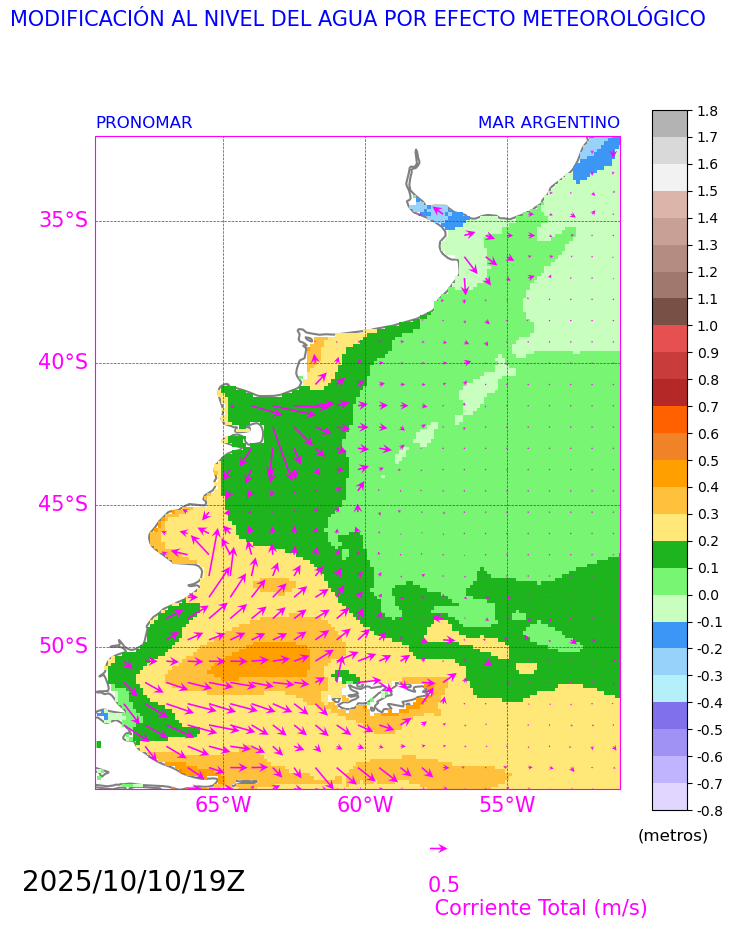 MODIFICACIÓN AL NIVEL DEL AGUA POR EFECTO METEOROLÓGICO
PRONOMAR
MAR ARGENTINO
35°S
40°S
45°S
50°S
65°W
60°W
55°W
1.8
1.7
1.6
1.5
1.4
1.3
1.2
1.1
1.0
0.9
0.8
0.7
0.6
0.5
0.4
0.3
0.2
0.1
0.0
-0.1
-0.2
-0.3
-0.4
-0.5
-0.6
-0.7
-0.8
(metros)
2025/10/10/19Z
0.5
Corriente Total (m/s)